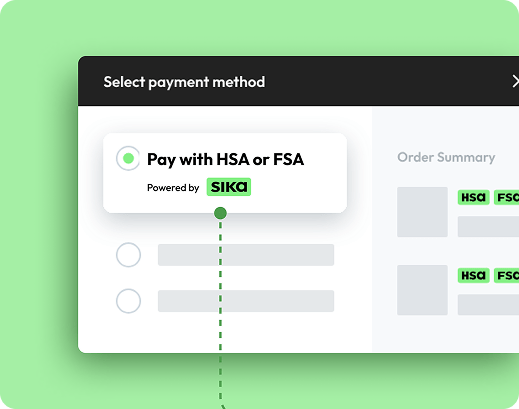 Select payment method
Pay with HSA or FSA
Powered by SIKA
Order Summary
HSA FSA
HSA FSA